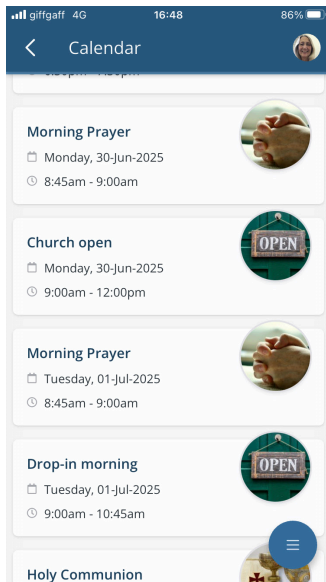 giffgaff 4G 16:48 86%
Calendar
Morning Prayer
Monday, 30-Jun-2025
8:45am - 9:00am
Church open
OPEN
Monday, 30-Jun-2025
9:00am - 12:00pm
Morning Prayer
Tuesday, 01-Jul-2025
8:45am - 9:00am
Drop-in morning
OPEN
Tuesday, 01-Jul-2025
9:00am - 10:45am
Holy Communion